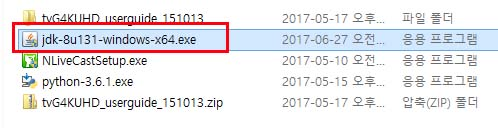 tvG4KUHD_userguide_151013 2017-05-17 오후... 파일 폴더
jdk-8u131-windows-x64.exe 2017-06-27 오전... 응용 프로그램
NLiveCastSetup.exe 2017-05-10 오후... 응용 프로그램
python-3.6.1.exe 2017-05-16 오후... 응용 프로그램
tvG4KUHD_userguide_151013.zip 2017-05-17 오후... 압축(ZIP) 폴더